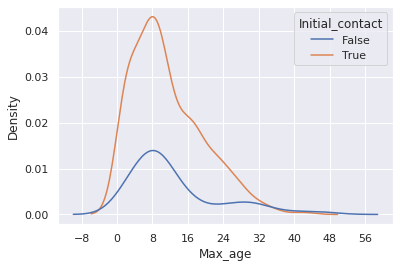 Initial_contact
False
True
0.04
0.03
0.02
0.01
0.00
Density
−8 0 8 16 24 32 40 48 56
Max_age